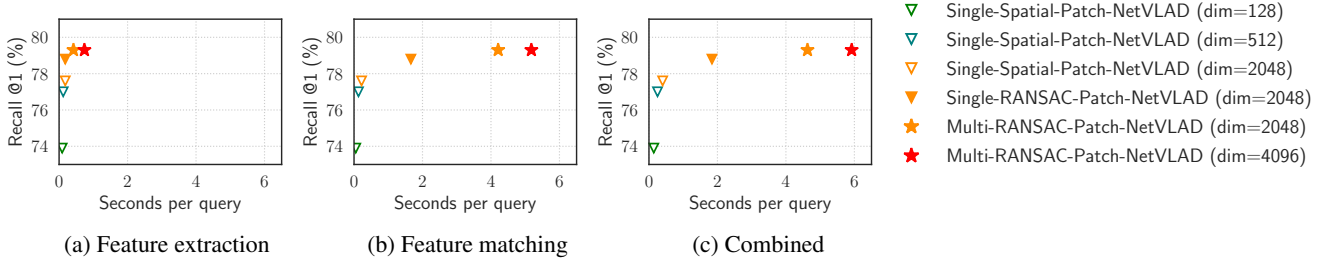 80
78
76
74
Recall @1 (%)
0 2 4 6
Seconds per query
(a) Feature extraction
80
78
76
74
Recall @1 (%)
0 2 4 6
Seconds per query
(b) Feature matching
80
78
76
74
Recall @1 (%)
0 2 4 6
Seconds per query
(c) Combined
Single-Spatial-Patch-NetVLAD (dim=128)
Single-Spatial-Patch-NetVLAD (dim=512)
Single-Spatial-Patch-NetVLAD (dim=2048)
Single-RANSAC-Patch-NetVLAD (dim=2048)
Multi-RANSAC-Patch-NetVLAD (dim=2048)
Multi-RANSAC-Patch-NetVLAD (dim=4096)